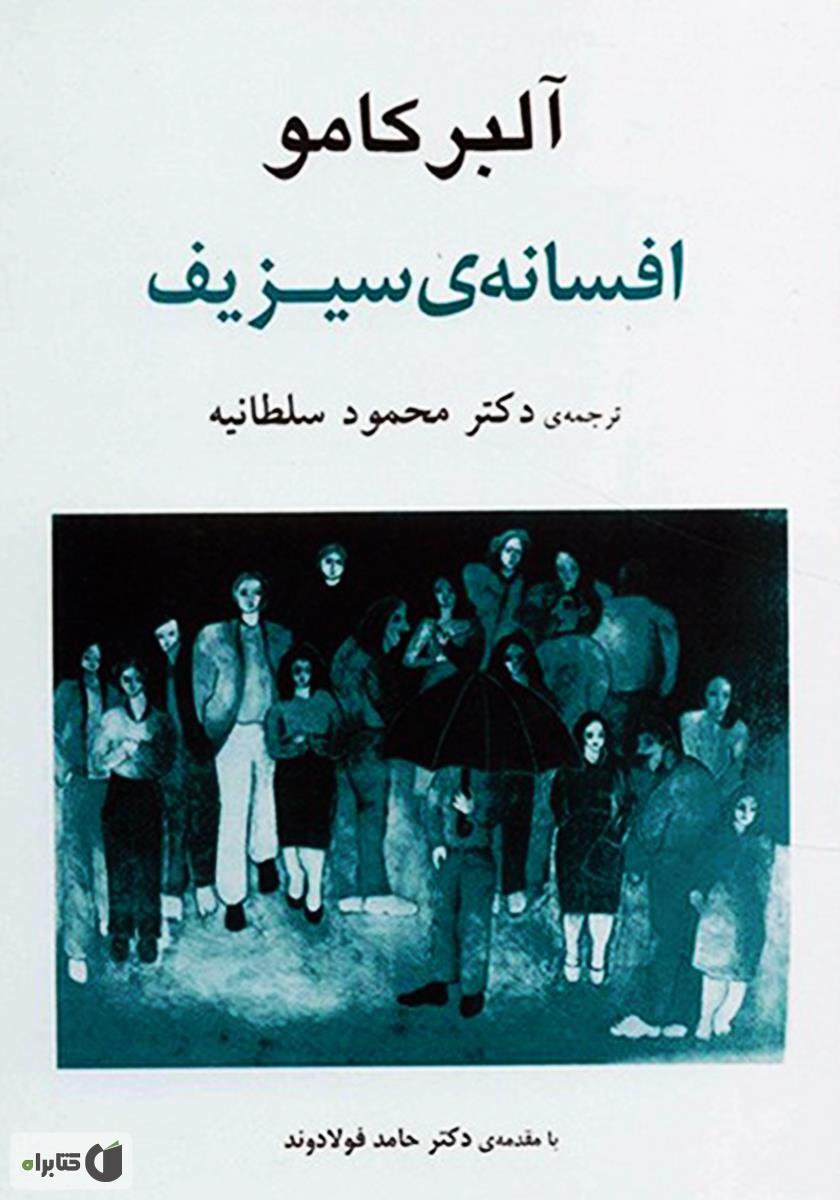 آلبر کامو
افسانه‌ی سیزیف
ترجمه‌ی دکتر محمود سلطانیه
با مقدمه‌ی دکتر حامد فولادوند
کتابراه